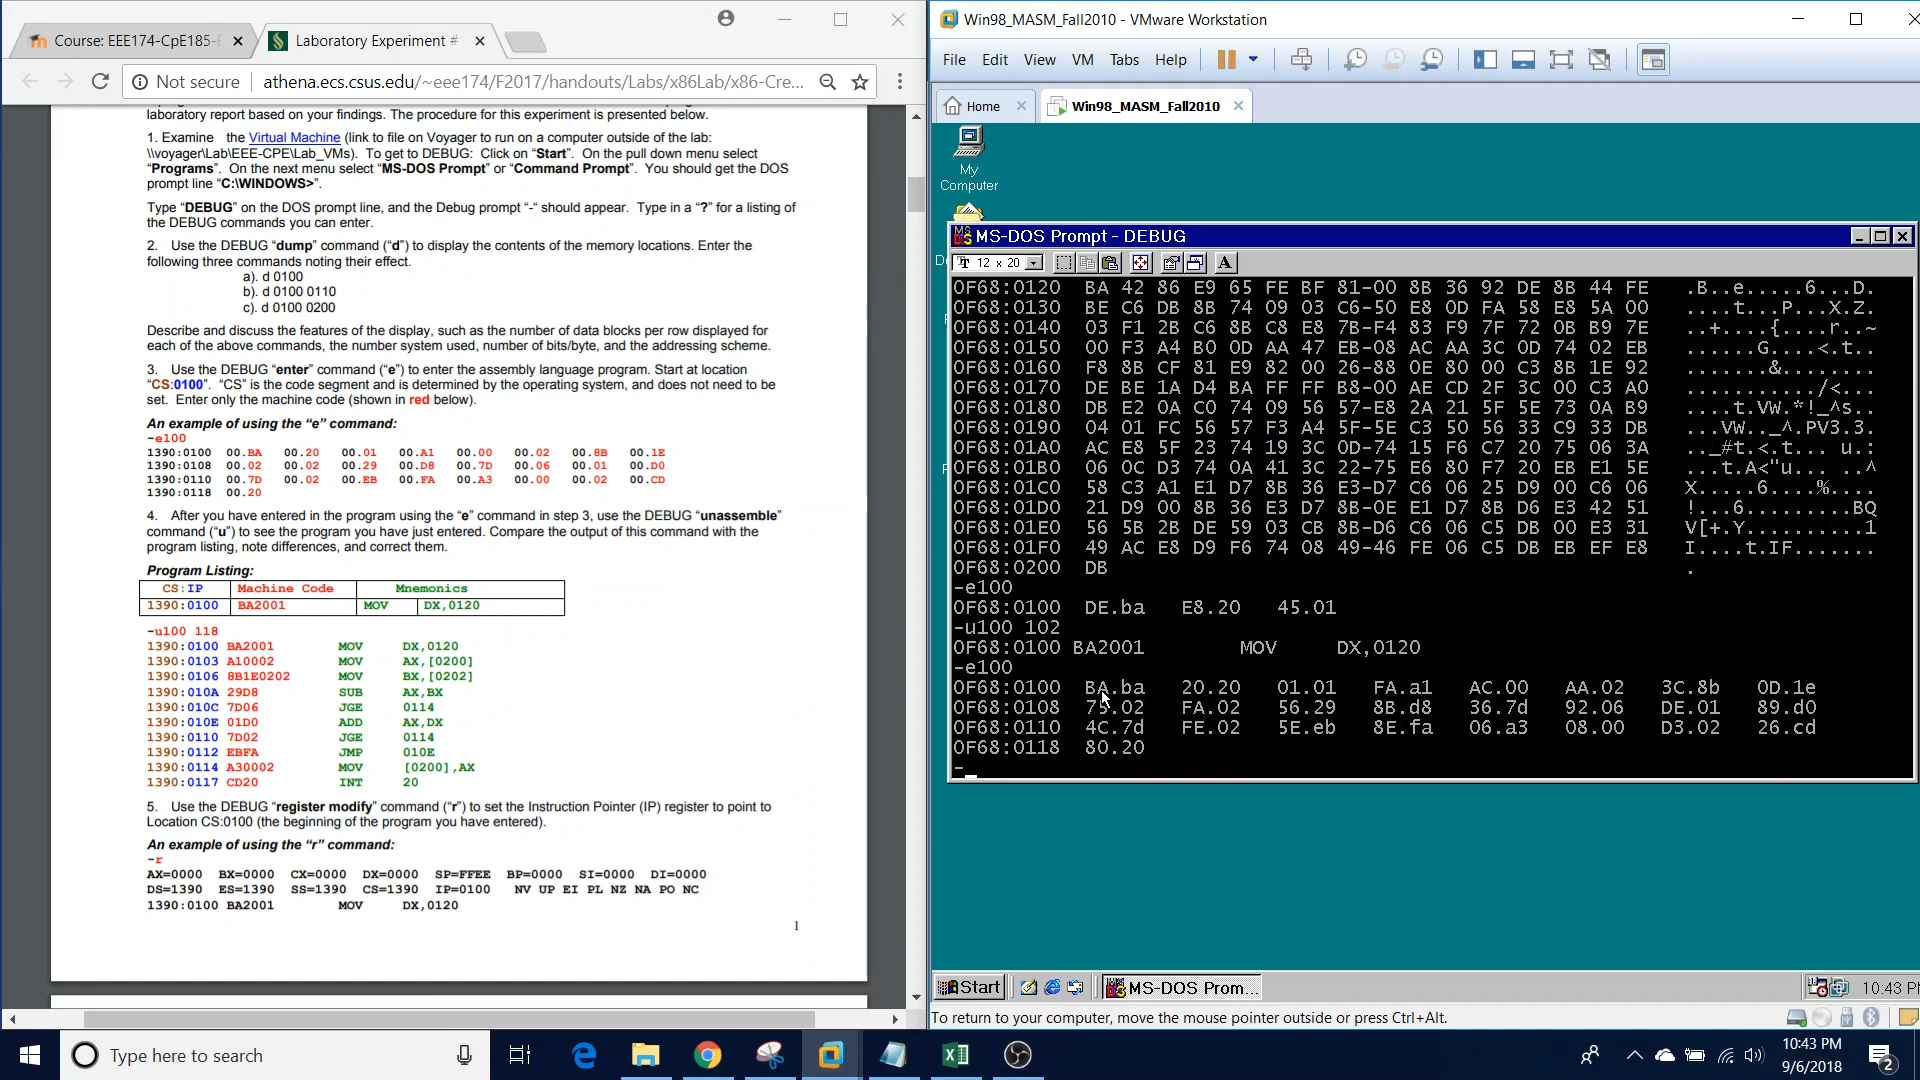 Course: EEE174-CpE185-F
Laboratory Experiment #
Not secure
athena.ecs.csus.edu/~eee174/F2017/handouts/Labs/x86Lab/x86-Cre...
laboratory report based on your findings. The procedure for this experiment is presented below.
1. Examine the Virtual Machine (link to file on Voyager to run on a computer outside of the lab:
\\voyager\Lab\EEE-CPE\Lab_VMs). To get to DEBUG: Click on "Start". On the pull down menu select
"Programs". On the next menu select "MS-DOS Prompt" or "Command Prompt". You should get the DOS
prompt line "C:\WINDOWS>".
Type "DEBUG" on the DOS prompt line, and the Debug prompt "-" should appear. Type in a "?" for a listing of
the DEBUG commands you can enter.
2. Use the DEBUG "dump" command ("d") to display the contents of the memory locations. Enter the
following three commands noting their effect.
a). d 0100
b). d 0100 0110
c). d 0100 0200
Describe and discuss the features of the display, such as the number of data blocks per row displayed for
each of the above commands, the number system used, number of bits/byte, and the addressing scheme.
3. Use the DEBUG "enter" command ("e") to enter the assembly language program. Start at location
"CS:0100". "CS" is the code segment and is determined by the operating system, and does not need to be
set. Enter only the machine code (shown in red below).
An example of using the "e" command:
-e100
1390:0100 00.BA 00.20 00.01 00.A1 00.00 00.02 00.8B 00.1E
1390:0108 00.02 00.02 00.29 00.D8 00.7D 00.06 00.01 00.D0
1390:0110 00.7D 00.02 00.EB 00.FA 00.A3 00.00 00.02 00.CD
1390:0118 00.20
4. After you have entered in the program using the "e" command in step 3, use the DEBUG "unassemble"
command ("u") to see the program you have just entered. Compare the output of this command with the
program listing, note differences, and correct them.
Program Listing:
CS:IP Machine Code Mnemonics
1390:0100 BA2001 MOV DX,0120
-u100 118
1390:0100 BA2001 MOV DX,0120
1390:0103 A10002 MOV AX,[0200]
1390:0106 8B1E0202 MOV BX,[0202]
1390:010A 29D8 SUB AX,BX
1390:010C 7D06 JGE 0114
1390:010E 01D0 ADD AX,DX
1390:0110 7D02 JGE 0114
1390:0112 EBFA JMP 010E
1390:0114 A30002 MOV [0200],AX
1390:0117 CD20 INT 20
5. Use the DEBUG "register modify" command ("r") to set the Instruction Pointer (IP) register to point to
Location CS:0100 (the beginning of the program you have entered).
An example of using the "r" command:
-r
AX=0000 BX=0000 CX=0000 DX=0000 SP=FFEE BP=0000 SI=0000 DI=0000
DS=1390 ES=1390 SS=1390 CS=1390 IP=0100 NV UP EI PL NZ NA PO NC
1390:0100 BA2001 MOV DX,0120
1
Type here to search
Win98_MASM_Fall2010 - VMware Workstation
File Edit View VM Tabs Help
Home
Win98_MASM_Fall2010
My
Computer
MS-DOS Prompt - DEBUG
12 x 20
A
0F68:0120 BA 42 86 E9 65 FE BF 81-00 8B 36 92 DE 8B 44 FE .B..e.....6...D.
0F68:0130 BE C6 DB 8B 74 09 03 C6-50 E8 0D FA 58 E8 5A 00 ....t...P...X.Z.
0F68:0140 03 F1 2B C6 8B C8 E8 7B-F4 83 F9 7F 72 0B B9 7E ..+....{....r..~
0F68:0150 00 F3 A4 B0 0D AA 47 EB-08 AC AA 3C 0D 74 02 EB ......G....<.t..
0F68:0160 F8 8B CF 81 E9 82 00 26-88 0E 80 00 C3 8B 1E 92 .......&........
0F68:0170 DE BE 1A D4 BA FF FF B8-00 AE CD 2F 3C 00 C3 A0 .........../<...
0F68:0180 DB E2 0A C0 74 09 56 57-E8 2A 21 5F 5E 73 0A B9 ....t.VW.*!_^s..
0F68:0190 04 01 FC 56 57 F3 A4 5F-5E C3 50 56 33 C9 33 DB ...VW.._^.PV3.3.
0F68:01A0 AC E8 5F 23 74 19 3C 0D-74 15 F6 C7 20 75 06 3A .._#t.<.t... u.:
0F68:01B0 06 0C D3 74 0A 41 3C 22-75 E6 80 F7 20 EB E1 5E ...t.A<"u... ..^
0F68:01C0 58 C3 A1 E1 D7 8B 36 E3-D7 C6 06 25 D9 00 C6 06 X.....6....%....
0F68:01D0 21 D9 00 8B 36 E3 D7 8B-0E E1 D7 8B D6 E3 42 51 !...6.........BQ
0F68:01E0 56 5B 2B DE 59 03 CB 8B-D6 C6 06 C5 DB 00 E3 31 V[+.Y..........1
0F68:01F0 49 AC E8 D9 F6 74 08 49-46 FE 06 C5 DB EB EF E8 I....t.IF.......
0F68:0200 DB .
-e100
0F68:0100 DE.ba E8.20 45.01
-u100 102
0F68:0100 BA2001 MOV DX,0120
-e100
0F68:0100 BA.ba 20.20 01.01 FA.a1 AC.00 AA.02 3C.8b 0D.1e
0F68:0108 75.02 FA.02 56.29 8B.d8 36.7d 92.06 DE.01 89.d0
0F68:0110 4C.7d FE.02 5E.eb 8E.fa 06.a3 08.00 D3.02 26.cd
0F68:0118 80.20
-
Start
MS-DOS Prom...
10:43 P
To return to your computer, move the mouse pointer outside or press Ctrl+Alt.
10:43 PM
9/6/2018
2